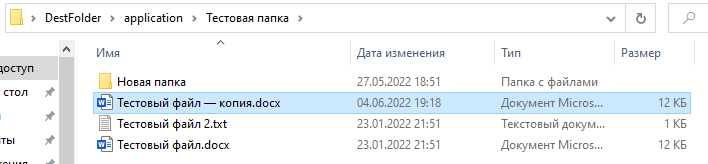 DestFolder > application > Тестовая папка >
Имя Дата изменения Тип Размер
доступ
стол
Новая папка 27.05.2022 18:51 Папка с файлами
Тестовый файл — копия.docx 04.06.2022 19:18 Документ Micros... 12 КБ
Тестовый файл 2.txt 23.01.2022 21:51 Текстовый докум... 1 КБ
Тестовый файл.docx 23.01.2022 21:51 Документ Micros... 12 КБ